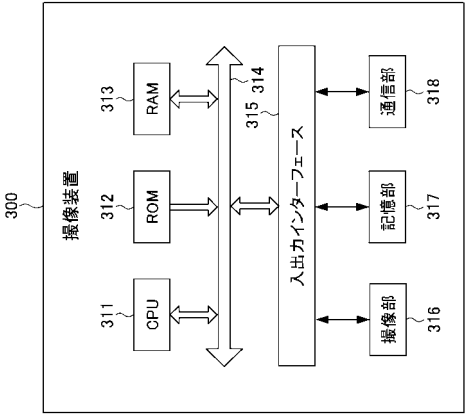 300
撮像装置
311
312
313
CPU
ROM
RAM
314
315
入出力インターフェース
撮像部
記憶部
通信部
316
317
318